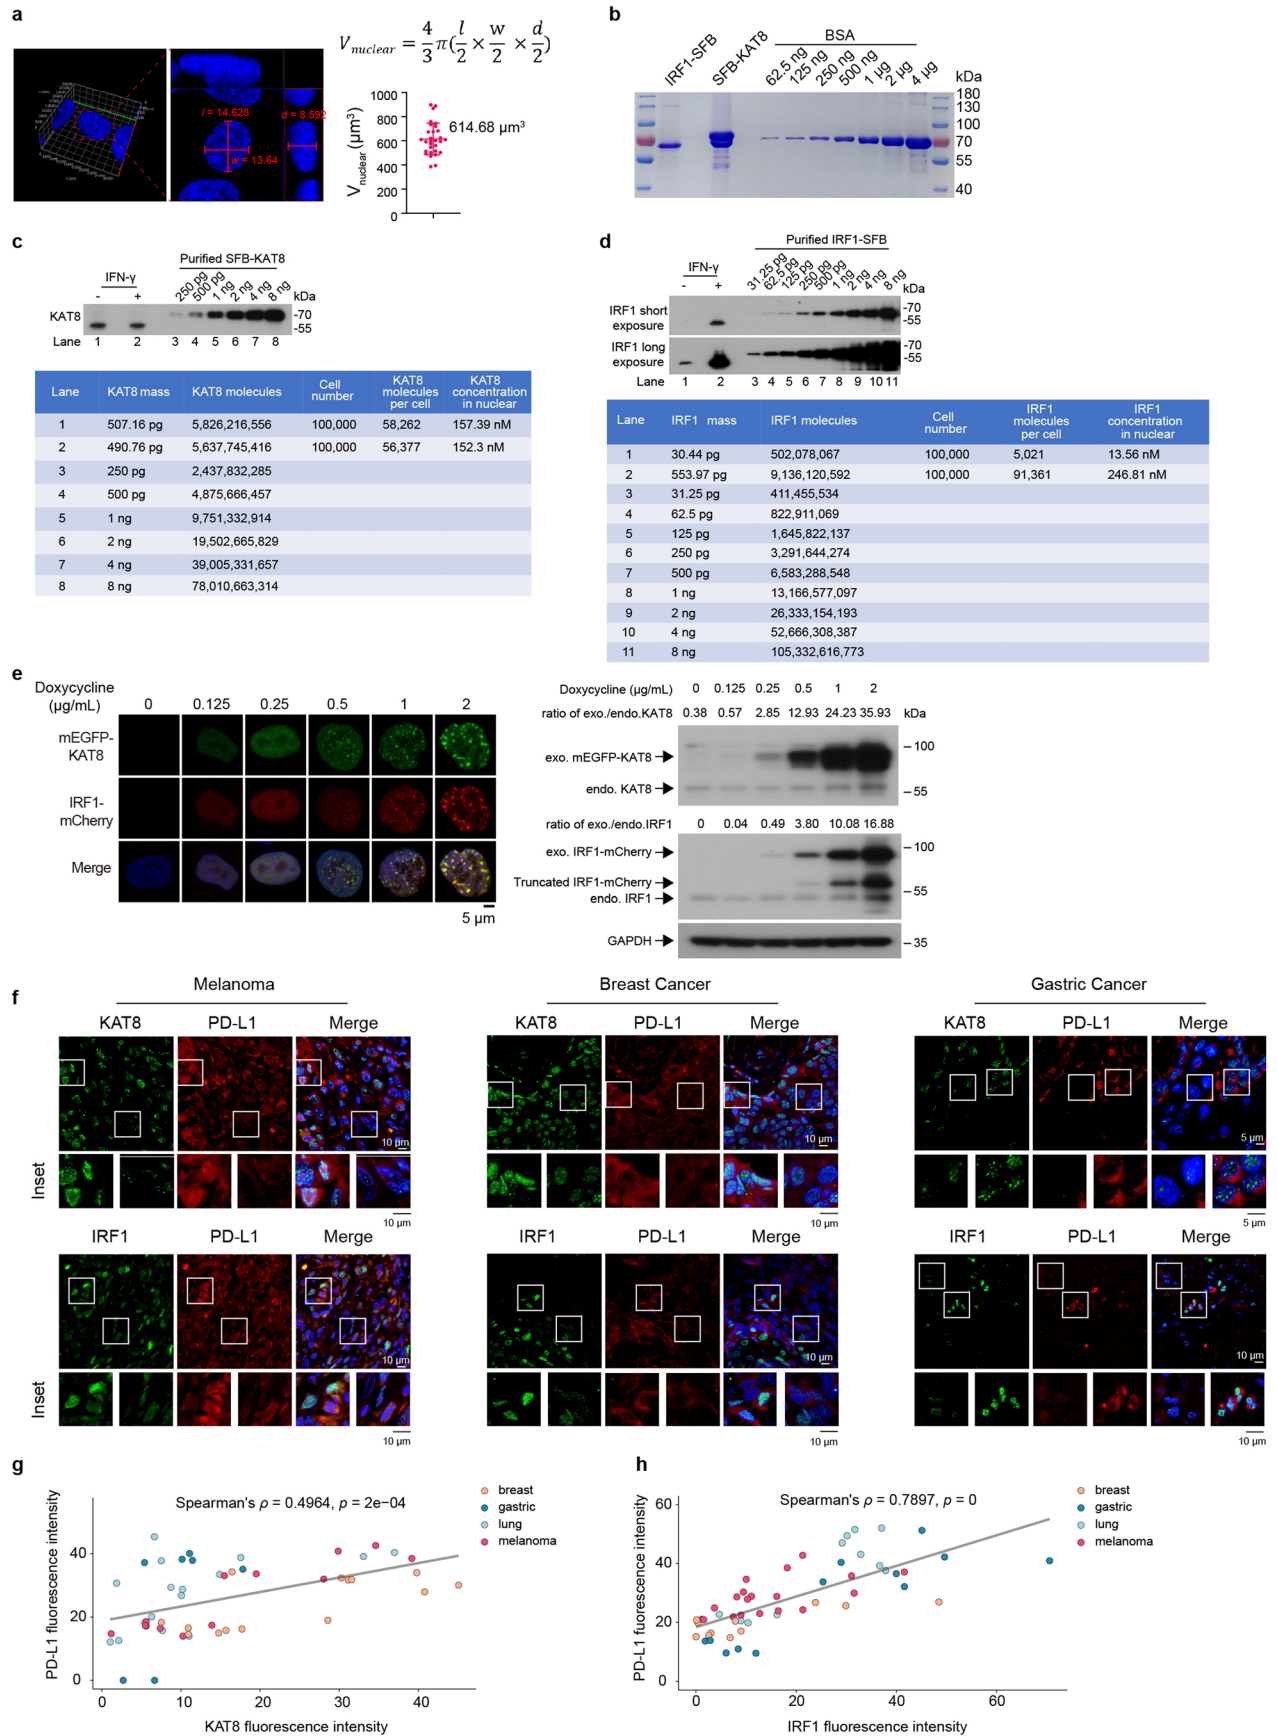 a
V_nuclear = 4/3 π(l/2 × w/2 × d/2)
l = 14.626
d = 8.592
w = 13.64
V_nuclear (µm³)
1000
800
600
400
200
0
614.68 µm³
b
IRF1-SFB
SFB-KAT8
BSA
62.5 ng
125 ng
250 ng
500 ng
1 µg
2 µg
4 µg
kDa
180
130
100
70
55
40
c
Purified SFB-KAT8
IFN-γ
- +
250 pg
500 pg
1 ng
2 ng
4 ng
8 ng
kDa
KAT8
-70
-55
Lane 1 2 3 4 5 6 7 8
Lane KAT8 mass KAT8 molecules Cell number KAT8 molecules per cell KAT8 concentration in nuclear
1 507.16 pg 5,826,216,556 100,000 58,262 157.39 nM
2 490.76 pg 5,637,745,416 100,000 56,377 152.3 nM
3 250 pg 2,437,832,285
4 500 pg 4,875,666,457
5 1 ng 9,751,332,914
6 2 ng 19,502,665,829
7 4 ng 39,005,331,657
8 8 ng 78,010,663,314
d
Purified IRF1-SFB
IFN-γ
- +
31.25 pg
62.5 pg
125 pg
250 pg
500 pg
1 ng
2 ng
4 ng
8 ng
kDa
IRF1 short exposure
-70
-55
IRF1 long exposure
-70
-55
Lane 1 2 3 4 5 6 7 8 9 10 11
Lane IRF1 mass IRF1 molecules Cell number IRF1 molecules per cell IRF1 concentration in nuclear
1 30.44 pg 502,078,067 100,000 5,021 13.56 nM
2 553.97 pg 9,136,120,592 100,000 91,361 246.81 nM
3 31.25 pg 411,455,534
4 62.5 pg 822,911,069
5 125 pg 1,645,822,137
6 250 pg 3,291,644,274
7 500 pg 6,583,288,548
8 1 ng 13,166,577,097
9 2 ng 26,333,154,193
10 4 ng 52,666,308,387
11 8 ng 105,332,616,773
e
Doxycycline (µg/mL) 0 0.125 0.25 0.5 1 2
mEGFP-KAT8
IRF1-mCherry
Merge
5 µm
Doxycycline (µg/mL) 0 0.125 0.25 0.5 1 2
ratio of exo./endo.KAT8 0.38 0.57 2.85 12.93 24.23 35.93 kDa
exo. mEGFP-KAT8
endo. KAT8
– 100
– 55
ratio of exo./endo.IRF1 0 0.04 0.49 3.80 10.08 16.88
exo. IRF1-mCherry
Truncated IRF1-mCherry
endo. IRF1
– 100
– 55
GAPDH
– 35
f
Melanoma Breast Cancer Gastric Cancer
KAT8 PD-L1 Merge KAT8 PD-L1 Merge KAT8 PD-L1 Merge
10 µm 10 µm 5 µm
Inset
10 µm 10 µm 5 µm
IRF1 PD-L1 Merge IRF1 PD-L1 Merge IRF1 PD-L1 Merge
10 µm 10 µm 10 µm
Inset
10 µm 10 µm 10 µm
g
Spearman's ρ = 0.4964, p = 2e−04
PD-L1 fluorescence intensity
40
20
0
0 10 20 30 40
KAT8 fluorescence intensity
breast
gastric
lung
melanoma
h
Spearman's ρ = 0.7897, p = 0
PD-L1 fluorescence intensity
60
40
20
0
0 20 40 60
IRF1 fluorescence intensity
breast
gastric
lung
melanoma